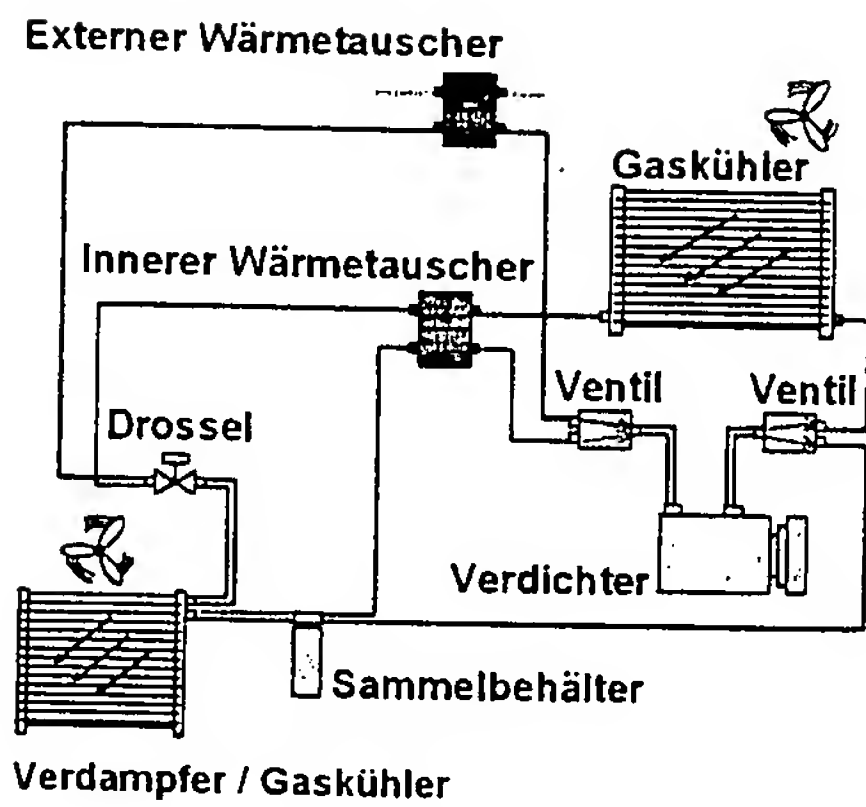 Externer Wärmetauscher
Gaskühler
Innerer Wärmetauscher
Ventil
Ventil
Drossel
Verdichter
Sammelbehälter
Verdampfer / Gaskühler